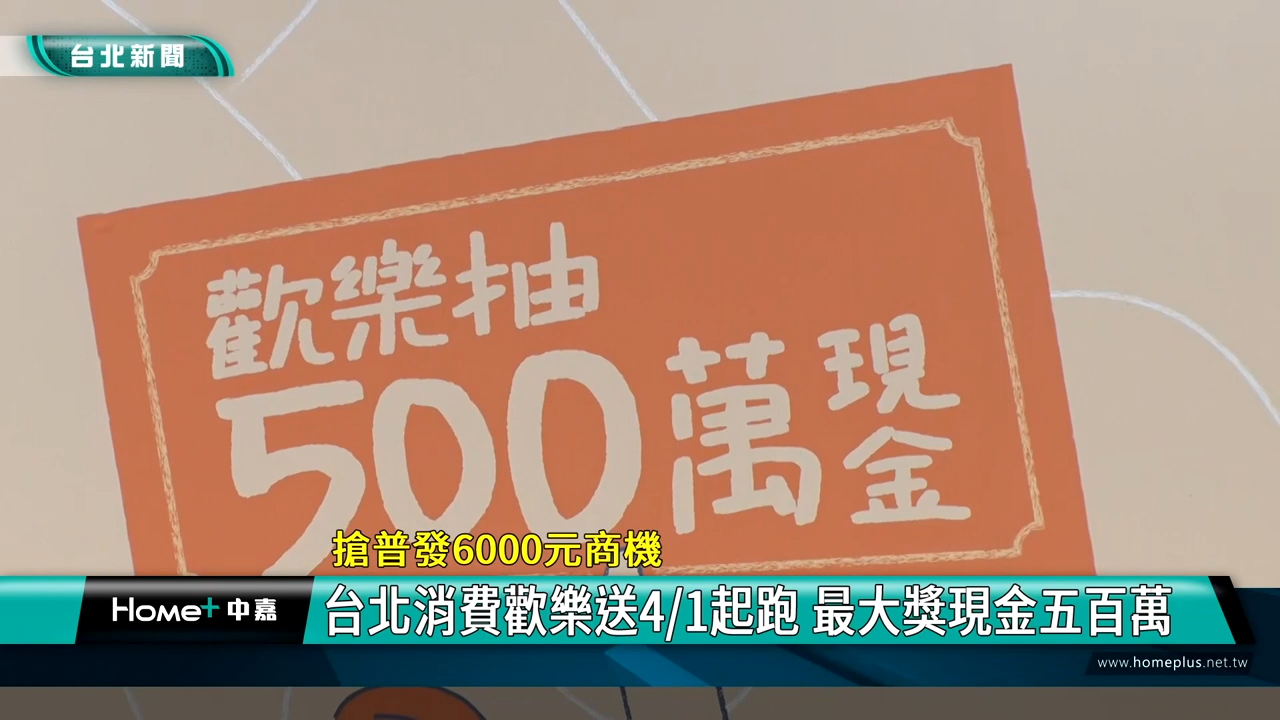 台北新聞
歡樂抽
500萬現金
搶普發6000元商機
Home+中嘉
台北消費歡樂送4/1起跑 最大獎現金五百萬
www.homeplus.net.tw